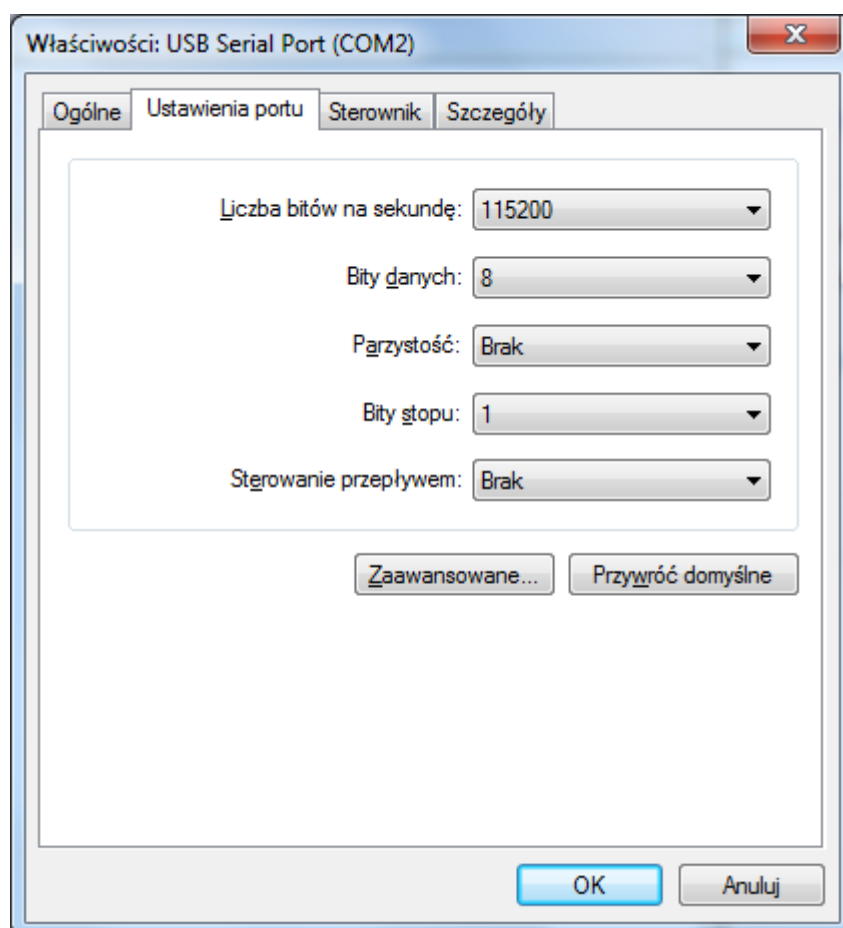 Właściwości: USB Serial Port (COM2)
Ogólne Ustawienia portu Sterownik Szczegóły
Liczba bitów na sekundę: 115200
Bity danych: 8
Parzystość: Brak
Bity stopu: 1
Sterowanie przepływem: Brak
Zaawansowane... Przywróć domyślne
OK Anuluj